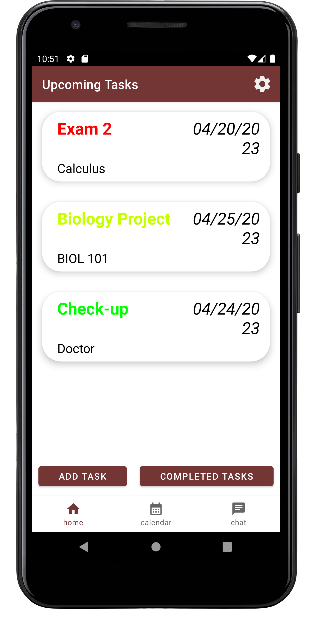 10:51
Upcoming Tasks
Exam 2
04/20/20
23
Calculus
Biology Project
04/25/20
23
BIOL 101
Check-up
04/24/20
23
Doctor
ADD TASK
COMPLETED TASKS
home
calendar
chat